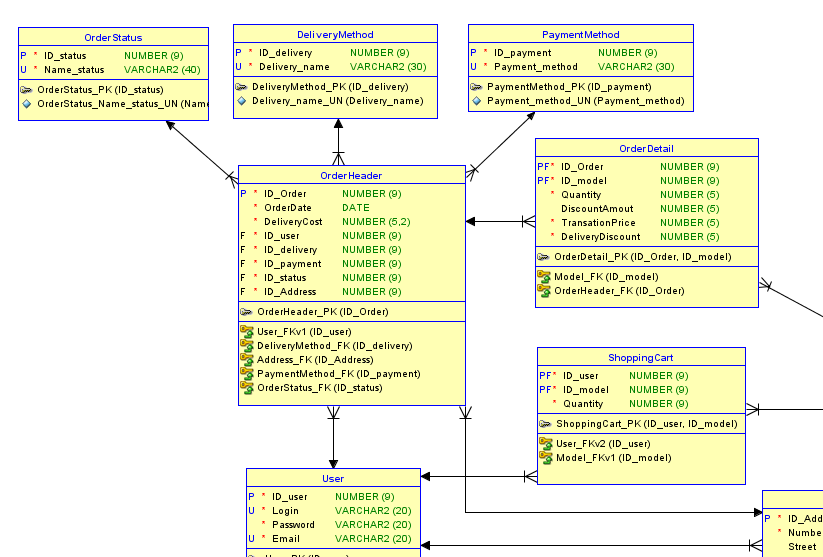 OrderStatus
P * ID_status NUMBER (9)
U * Name_status VARCHAR2 (40)
OrderStatus_PK (ID_status)
OrderStatus_Name_status_UN (Name
DeliveryMethod
P * ID_delivery NUMBER (9)
U * Delivery_name VARCHAR2 (30)
DeliveryMethod_PK (ID_delivery)
Delivery_name_UN (Delivery_name)
PaymentMethod
P * ID_payment NUMBER (9)
U * Payment_method VARCHAR2 (30)
PaymentMethod_PK (ID_payment)
Payment_method_UN (Payment_method)
OrderHeader
P * ID_Order NUMBER (9)
* OrderDate DATE
* DeliveryCost NUMBER (5,2)
F * ID_user NUMBER (9)
F * ID_delivery NUMBER (9)
F * ID_payment NUMBER (9)
F * ID_status NUMBER (9)
F * ID_Address NUMBER (9)
OrderHeader_PK (ID_Order)
User_FKv1 (ID_user)
DeliveryMethod_FK (ID_delivery)
Address_FK (ID_Address)
PaymentMethod_FK (ID_payment)
OrderStatus_FK (ID_status)
OrderDetail
PF* ID_Order NUMBER (9)
PF* ID_model NUMBER (9)
* Quantity NUMBER (5)
DiscountAmout NUMBER (5)
* TransationPrice NUMBER (5)
* DeliveryDiscount NUMBER (5)
OrderDetail_PK (ID_Order, ID_model)
Model_FK (ID_model)
OrderHeader_FK (ID_Order)
ShoppingCart
PF* ID_user NUMBER (9)
PF* ID_model NUMBER (9)
* Quantity NUMBER (9)
ShoppingCart_PK (ID_user, ID_model)
User_FKv2 (ID_user)
Model_FKv1 (ID_model)
User
P * ID_user NUMBER (9)
U * Login VARCHAR2 (20)
* Password VARCHAR2 (20)
U * Email VARCHAR2 (20)
P * ID_Add
* Numbe
Street